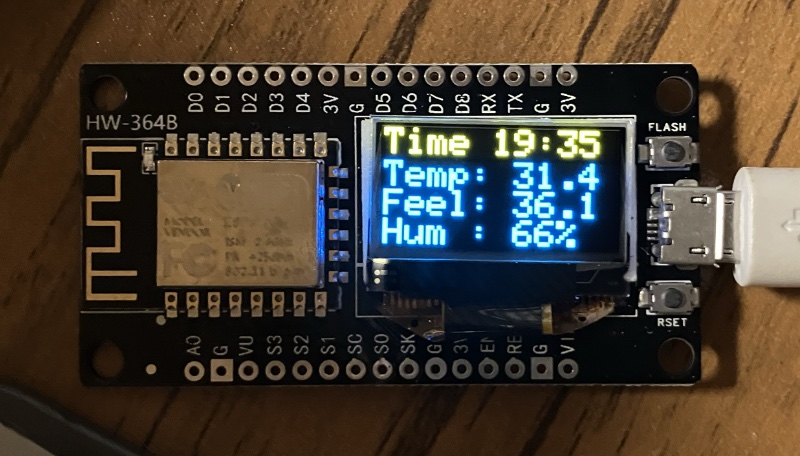 D0 D1 D2 D3 D4 3V G D5 D6 D7 D8 RX TX G 3V
HW-364B
FLASH
Time 19:35
Temp: 31.4
Feel: 36.1
Hum : 66%
MODEL
VENDOR
RSET
A0 G VU S3 S2 S1 SC S0 SK G 3V EN G